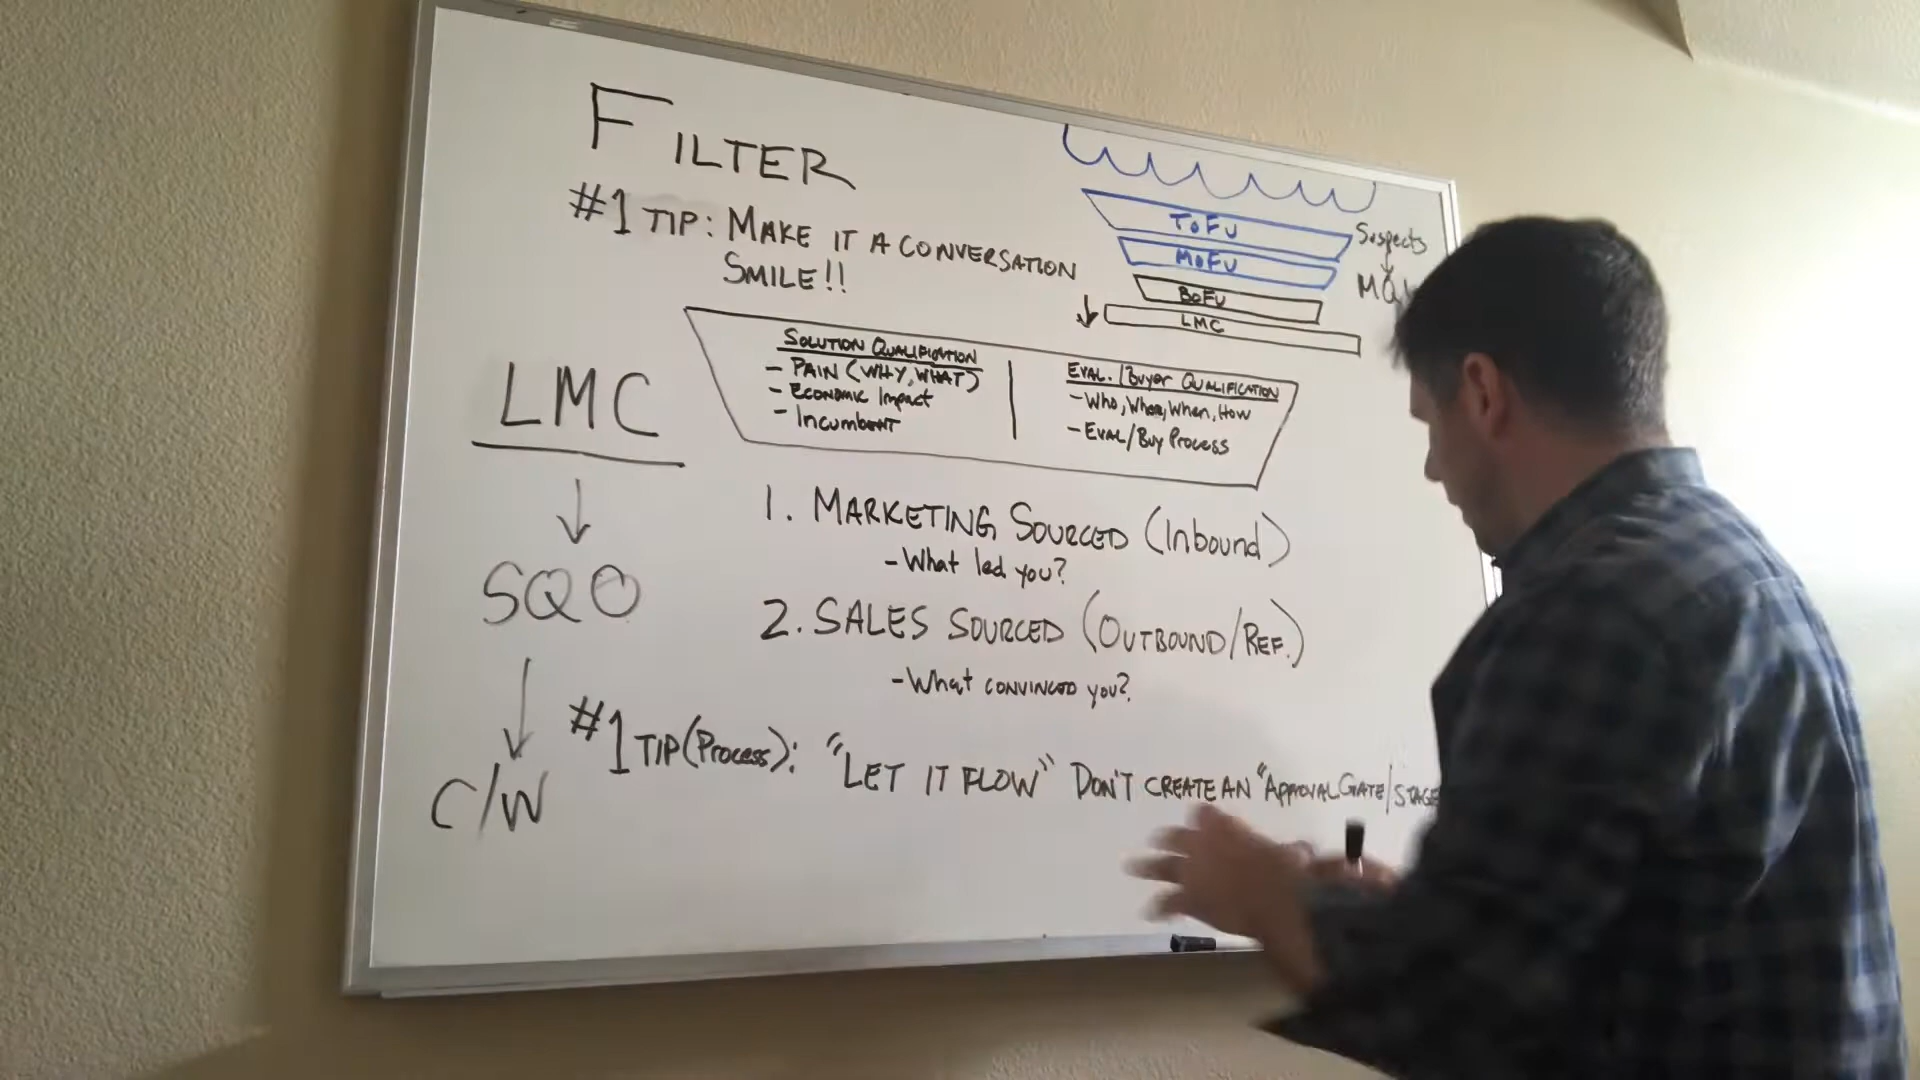 FILTER
#1 TIP: MAKE IT A CONVERSATION
SMILE!!
TOFU
MOFU
BOFU
LMC
Suspects
SOLUTION QUALIFICATION
- PAIN (WHY, WHAT)
- ECONOMIC Impact
- Incumbent
EVAL. / Buyer QUALIFICATION
- Who, Where, When, How
- EVAL/Buy Process
LMC
SQO
C/W
1. MARKETING SOURCED (Inbound)
- What led you?
2. SALES SOURCED (OUTBOUND/REF.)
- What CONVINCED you?
#1 TIP (Process): "LET IT FLOW" DON'T CREATE AN "APPROVAL GATE/STAGE